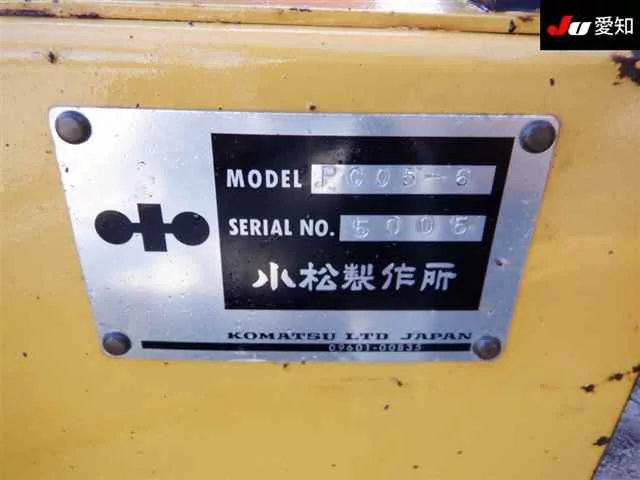 JU 愛知
MODEL PC05-6
SERIAL NO. 5005
小松製作所
KOMATSU LTD JAPAN
09601-00835